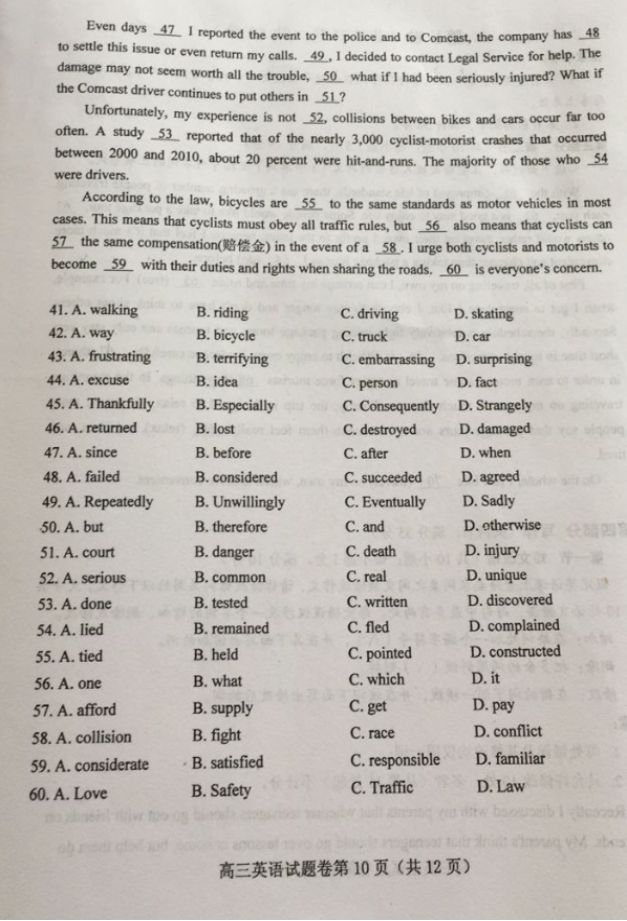 Even days 47 I reported the event to the police and to Comcast, the company has 48
to settle this issue or even return my calls. 49, I decided to contact Legal Service for help. The
damage may not seem worth all the trouble, 50 what if I had been seriously injured? What if
the Comcast driver continues to put others in 51?
Unfortunately, my experience is not 52, collisions between bikes and cars occur far too
often. A study 53 reported that of the nearly 3,000 cyclist-motorist crashes that occurred
between 2000 and 2010, about 20 percent were hit-and-runs. The majority of those who 54
were drivers.
According to the law, bicycles are 55 to the same standards as motor vehicles in most
cases. This means that cyclists must obey all traffic rules, but 56 also means that cyclists can
57 the same compensation(赔偿金) in the event of a 58. I urge both cyclists and motorists to
become 59 with their duties and rights when sharing the roads. 60 is everyone's concern.
41. A. walking B. riding C. driving D. skating
42. A. way B. bicycle C. truck D. car
43. A. frustrating B. terrifying C. embarrassing D. surprising
44. A. excuse B. idea C. person D. fact
45. A. Thankfully B. Especially C. Consequently D. Strangely
46. A. returned B. lost C. destroyed D. damaged
47. A. since B. before C. after D. when
48. A. failed B. considered C. succeeded D. agreed
49. A. Repeatedly B. Unwillingly C. Eventually D. Sadly
50. A. but B. therefore C. and D. otherwise
51. A. court B. danger C. death D. injury
52. A. serious B. common C. real D. unique
53. A. done B. tested C. written D. discovered
54. A. lied B. remained C. fled D. complained
55. A. tied B. held C. pointed D. constructed
56. A. one B. what C. which D. it
57. A. afford B. supply C. get D. pay
58. A. collision B. fight C. race D. conflict
59. A. considerate B. satisfied C. responsible D. familiar
60. A. Love B. Safety C. Traffic D. Law
高三英语试题卷第 10 页（共 12 页）